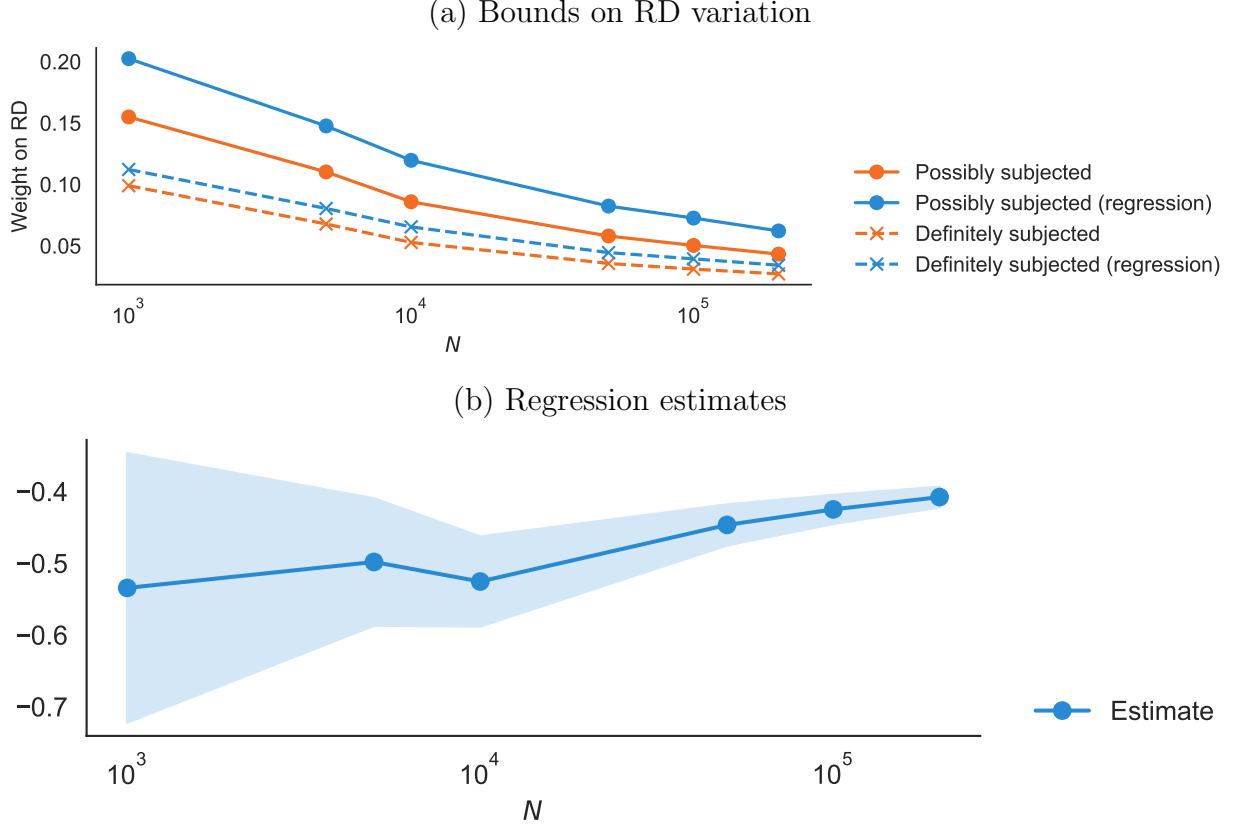 (a) Bounds on RD variation
Weight on RD
0.20
0.15
0.10
0.05
10^3
10^4
10^5
N
Possibly subjected
Possibly subjected (regression)
Definitely subjected
Definitely subjected (regression)
(b) Regression estimates
−0.4
−0.5
−0.6
−0.7
10^3
10^4
10^5
N
Estimate